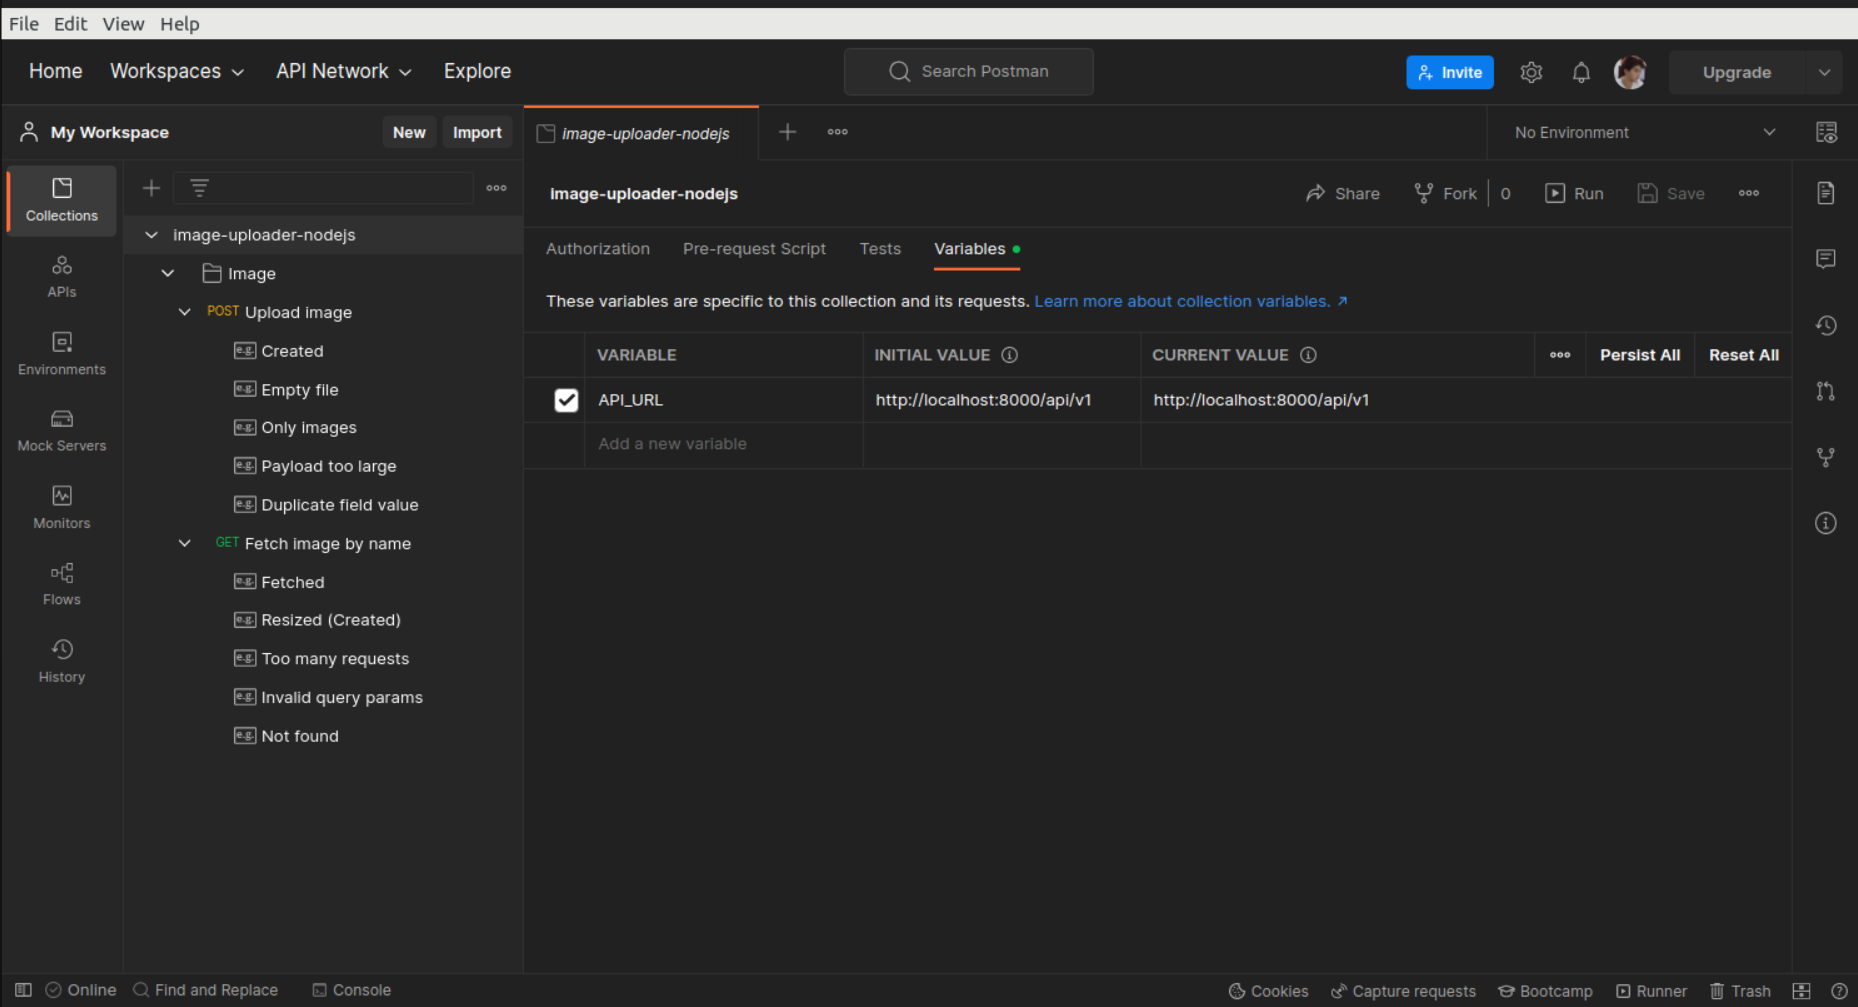 File Edit View Help
Home Workspaces API Network Explore Search Postman Invite Upgrade
My Workspace New Import image-uploader-nodejs No Environment
Collections
APIs
Environments
Mock Servers
Monitors
Flows
History
image-uploader-nodejs
Image
POST Upload image
e.g. Created
e.g. Empty file
e.g. Only images
e.g. Payload too large
e.g. Duplicate field value
GET Fetch image by name
e.g. Fetched
e.g. Resized (Created)
e.g. Too many requests
e.g. Invalid query params
e.g. Not found
image-uploader-nodejs Share Fork 0 Run Save
Authorization Pre-request Script Tests Variables
These variables are specific to this collection and its requests. Learn more about collection variables. ↗
VARIABLE INITIAL VALUE CURRENT VALUE Persist All Reset All
API_URL http://localhost:8000/api/v1 http://localhost:8000/api/v1
Add a new variable
Online Find and Replace Console Cookies Capture requests Bootcamp Runner Trash